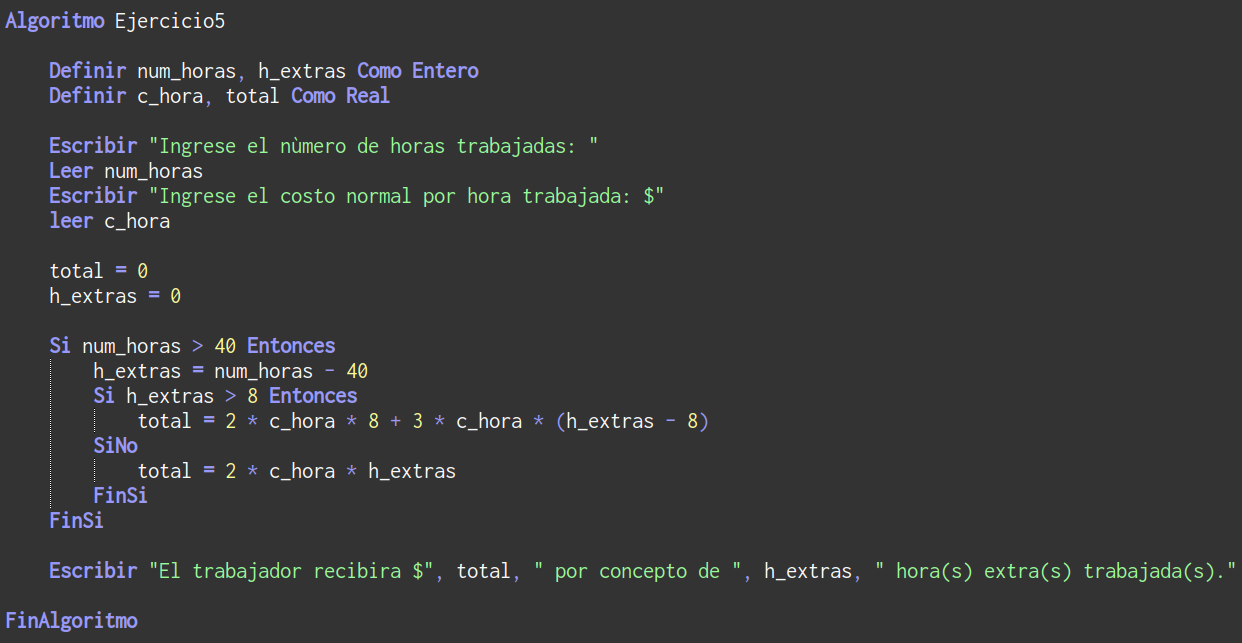 Algoritmo Ejercicio5
Definir num_horas, h_extras Como Entero
Definir c_hora, total Como Real
Escribir "Ingrese el nùmero de horas trabajadas: "
Leer num_horas
Escribir "Ingrese el costo normal por hora trabajada: $"
leer c_hora
total = 0
h_extras = 0
Si num_horas > 40 Entonces
h_extras = num_horas - 40
Si h_extras > 8 Entonces
total = 2 * c_hora * 8 + 3 * c_hora * (h_extras - 8)
SiNo
total = 2 * c_hora * h_extras
FinSi
FinSi
Escribir "El trabajador recibira $", total, " por concepto de ", h_extras, " hora(s) extra(s) trabajada(s)."
FinAlgoritmo